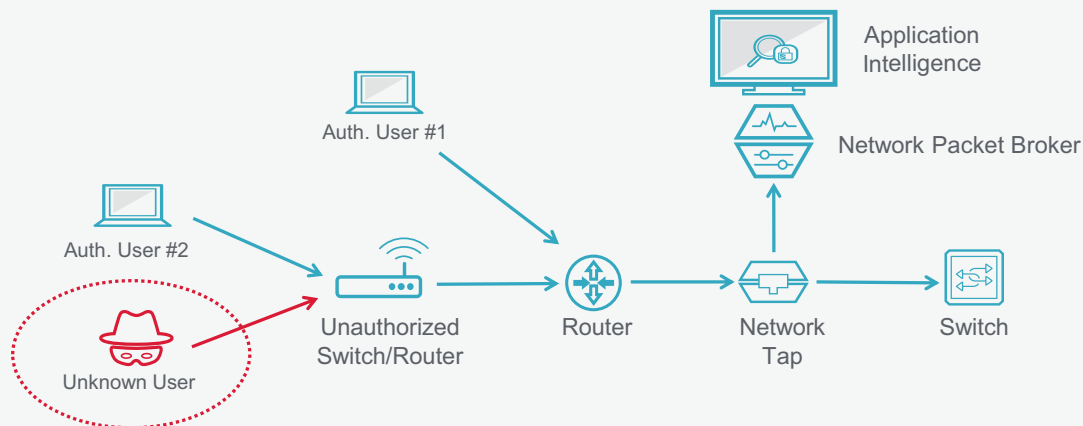 Application
Intelligence
Network Packet Broker
Auth. User #1
Auth. User #2
Unknown User
Unauthorized
Switch/Router
Router
Network
Tap
Switch